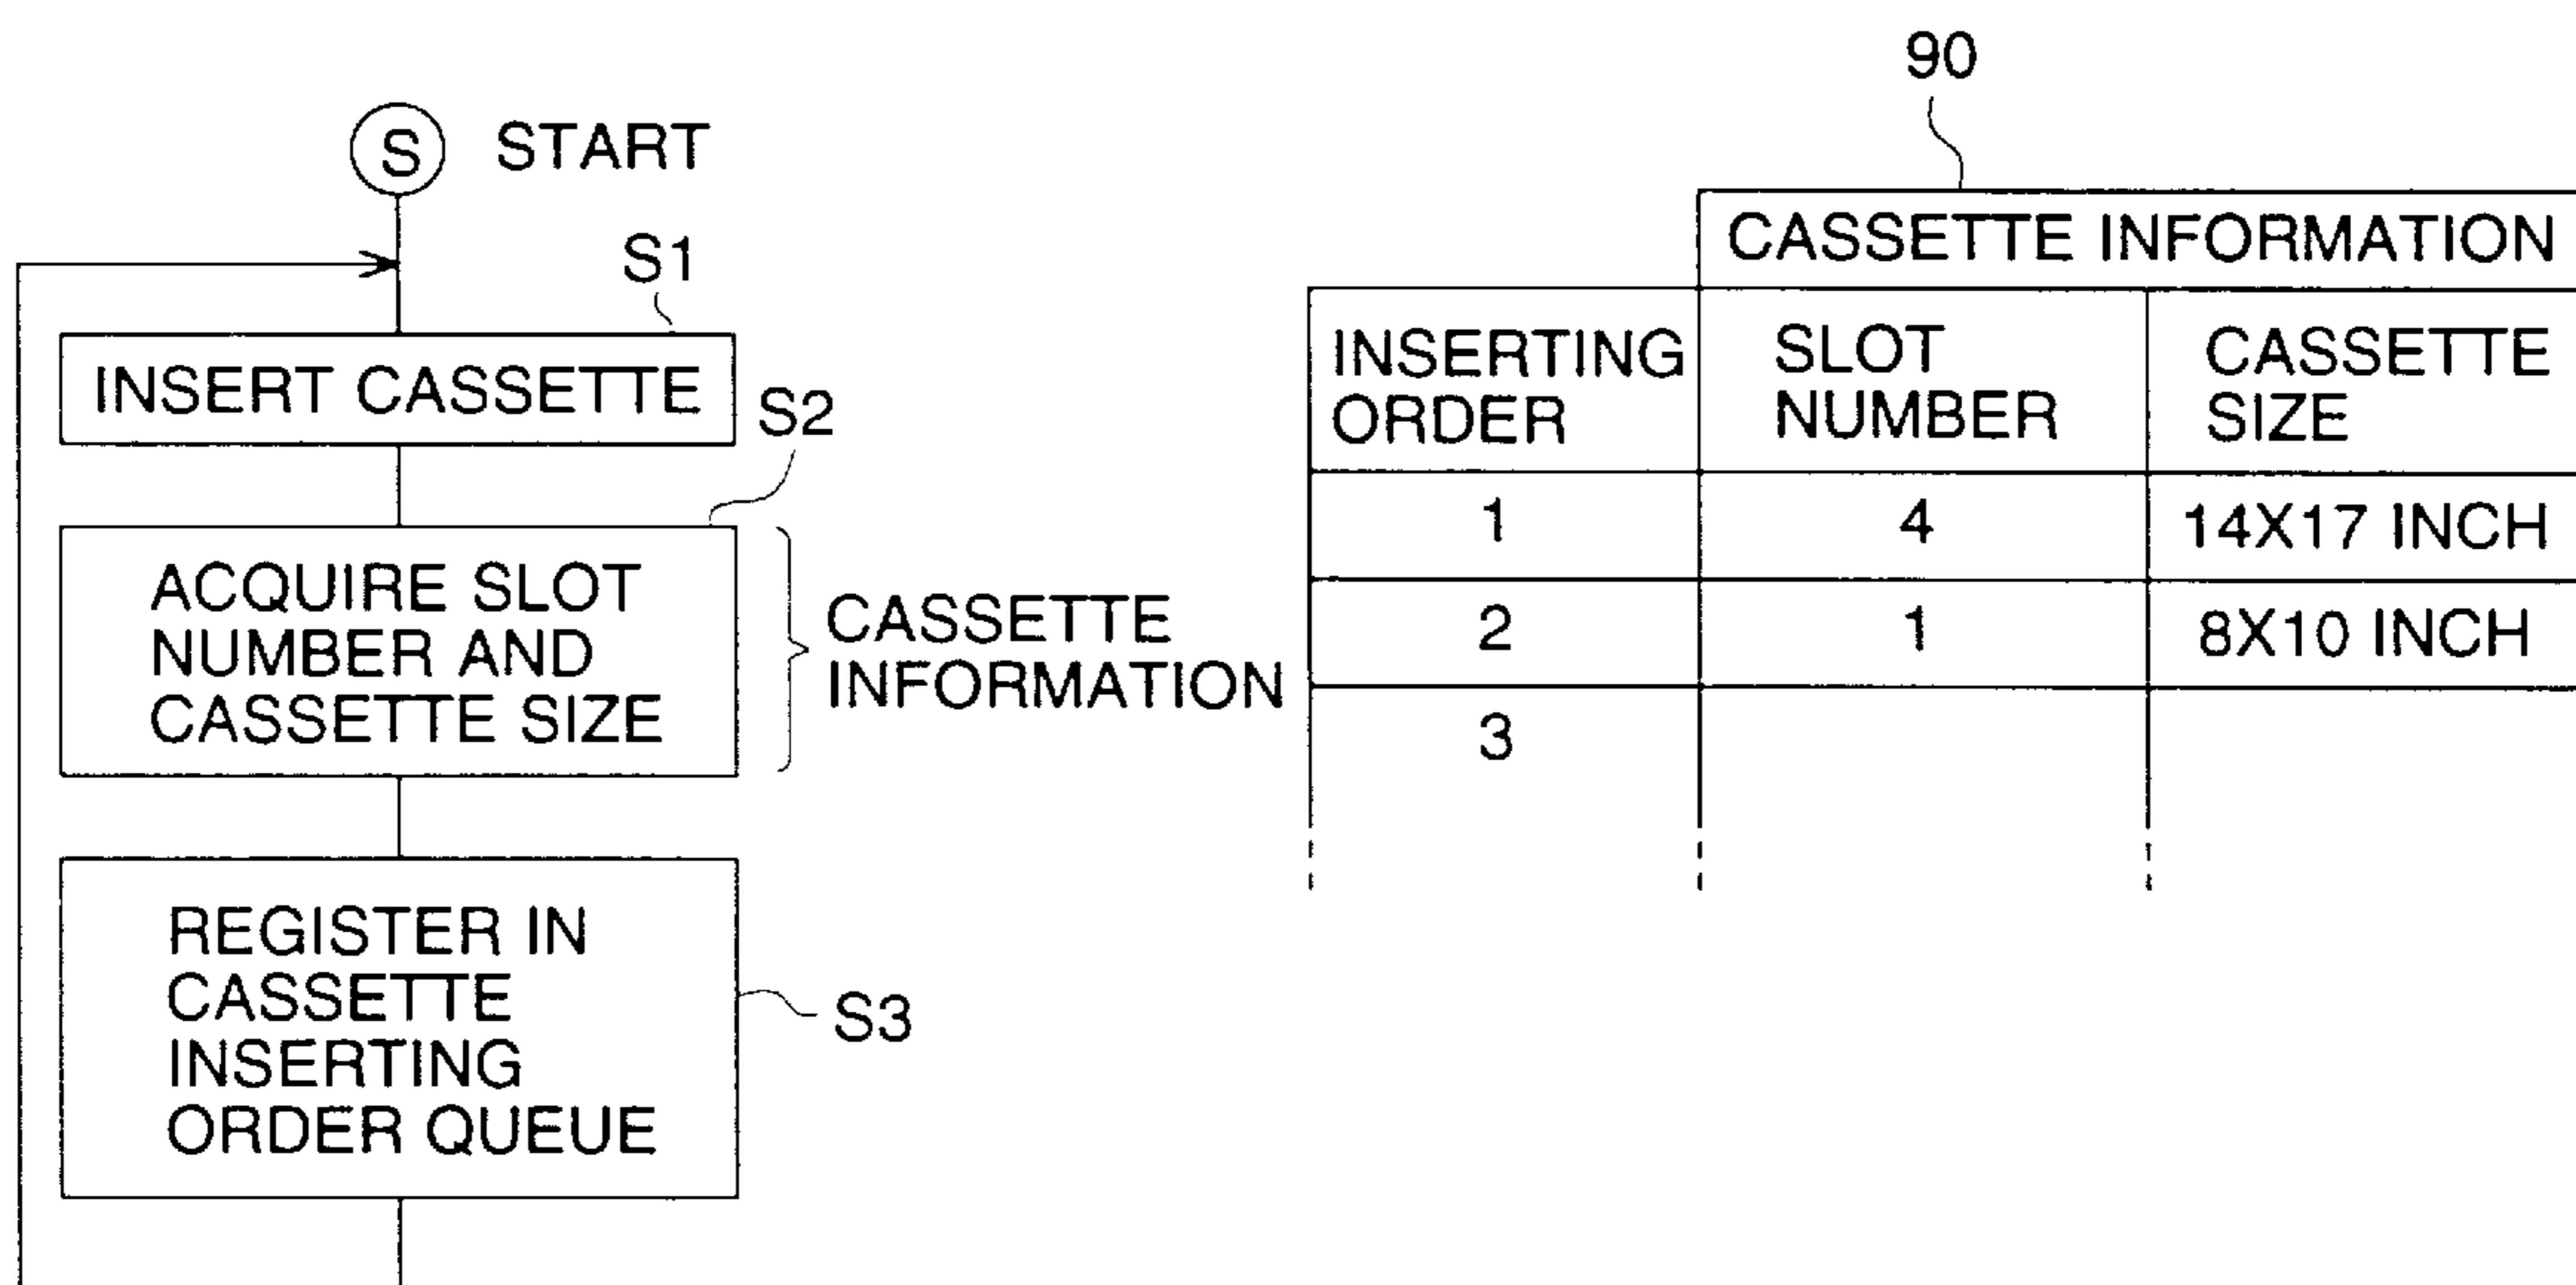 S START
S1
INSERT CASSETTE
S2
ACQUIRE SLOT
NUMBER AND
CASSETTE SIZE
CASSETTE
INFORMATION
REGISTER IN
CASSETTE
INSERTING
ORDER QUEUE
S3
90
CASSETTE INFORMATION
INSERTING
ORDER
SLOT
NUMBER
CASSETTE
SIZE
1 4 14X17 INCH
2 1 8X10 INCH
3